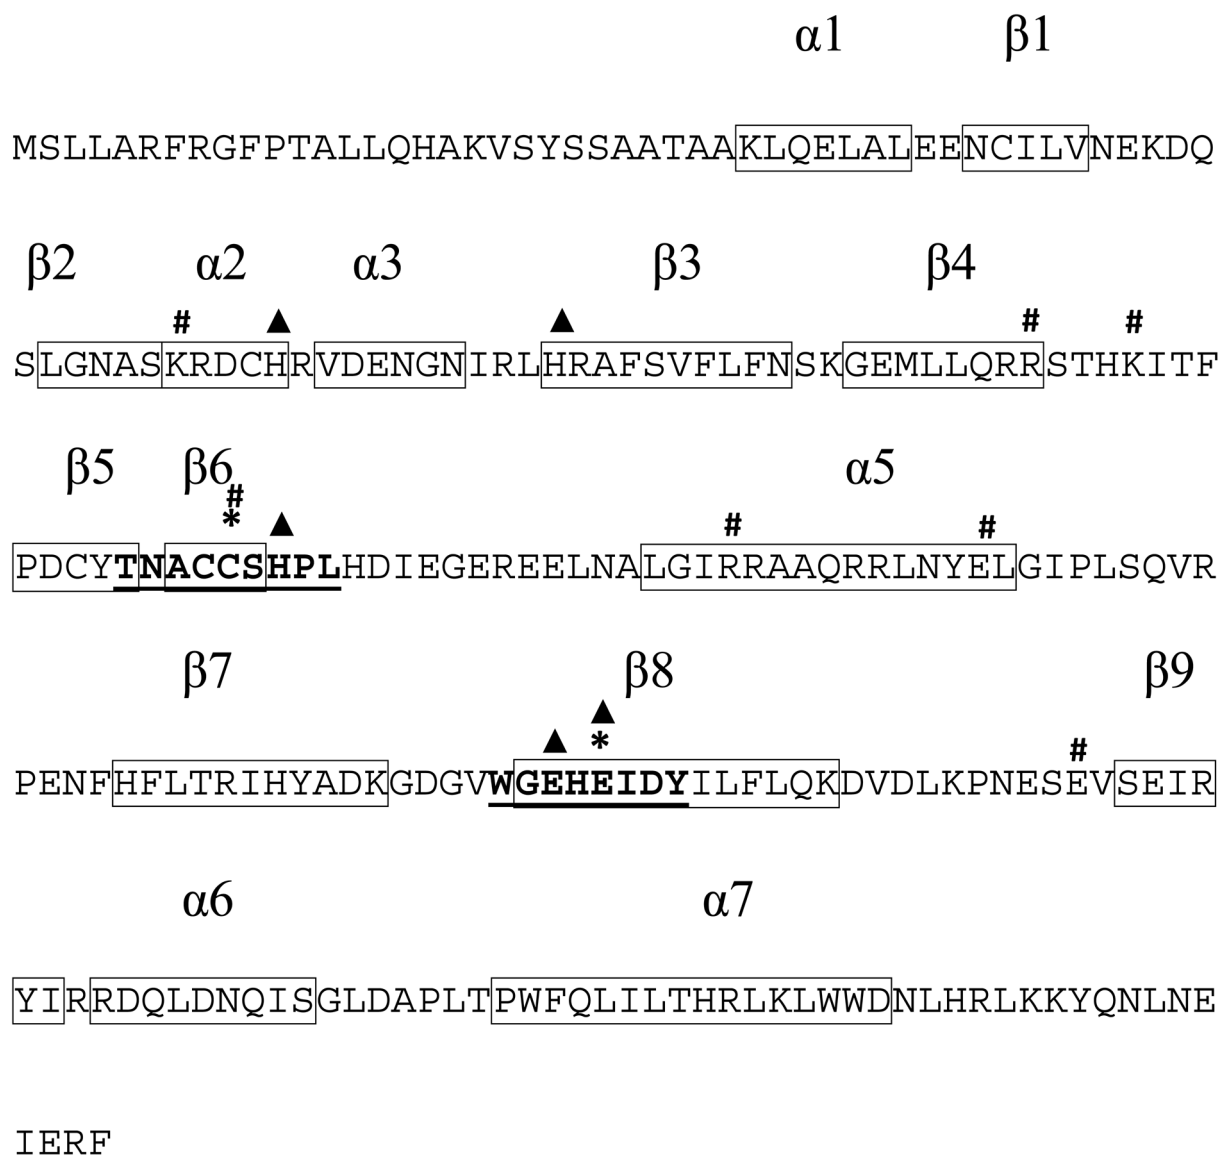 α1 β1
MSLLARFRGFPTALLQHAKVSYSSAATAAKLQELALEENCILVNEKDQ
β2 α2 α3 β3 β4
# ▲ ▲ # #
SLGNASKRDCHRVDENGNIRLHRAFSVFLFNSKGEMLLQRRSTHKITF
β5 β6 α5
# ▲ # #
*
PDCYTNACCSHPLHDIEGEREELNALGIRRAAQRRLNYELGIPLSQVR
β7 β8 β9
▲
▲ * #
PENFHFLTRIHYADKGDGVWGEHEIDYILFLQKDVDLKPNESEVSEIR
α6 α7
YIRRDQLDNQISGLDAPLTPWFQLILTHRLKLWWDNLHRLKKYQNLNE
IERF